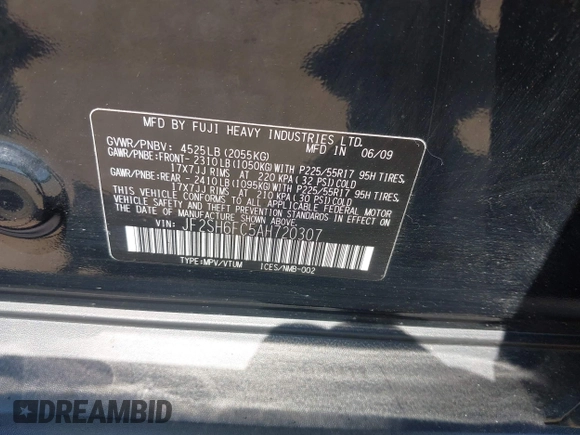 MFD BY FUJI HEAVY INDUSTRIES LTD.
GVWR/PNBV: 4525LB (2055KG) MFD IN 06/09
GAWR/PNBE: FRONT- 2310LB (1050KG) WITH P225/55R17 95H TIRES,
17X7JJ RIMS AT 220 KPA (32 PSI) COLD
GAWR/PNBE: REAR - 2410LB (1095KG) WITH P225/55R17 95H TIRES,
17X7JJ RIMS AT 210 KPA (30 PSI) COLD
THIS VEHICLE CONFORMS TO ALL APPLICABLE FEDERAL MOTOR
VEHICLE SAFETY, BUMPER, AND THEFT PREVENTION STANDARDS
IN EFFECT ON THE DATE OF MANUFACTURE SHOWN ABOVE.
VIN: JF2SH6FC5AH720307
TYPE:MPV/VTUM ICES/NMB-002
DREAMBID